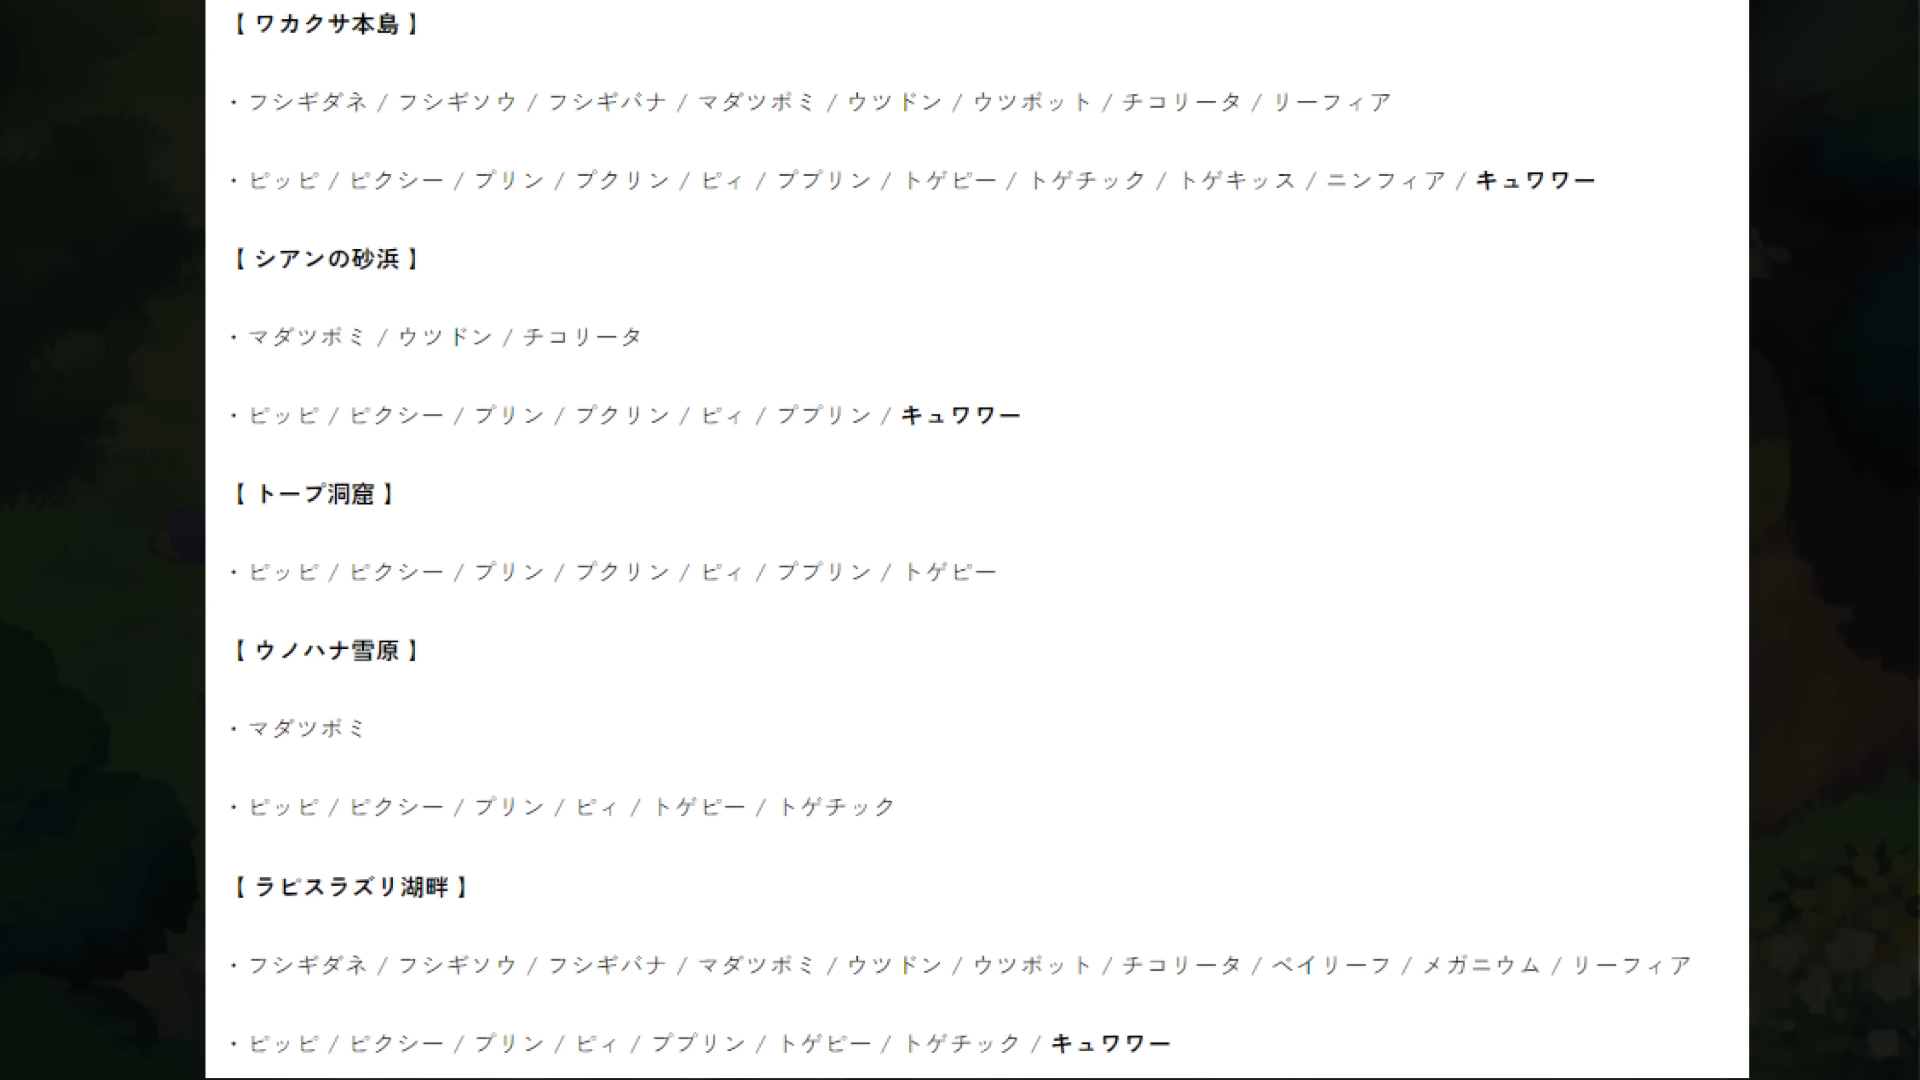 【 ワカクサ本島 】
・フシギダネ / フシギソウ / フシギバナ / マダツボミ / ウツドン / ウツボット / チコリータ / リーフィア
・ピッピ / ピクシー / プリン / プクリン / ピィ / ププリン / トゲピー / トゲチック / トゲキッス / ニンフィア / キュワワー
【 シアンの砂浜 】
・マダツボミ / ウツドン / チコリータ
・ピッピ / ピクシー / プリン / プクリン / ピィ / ププリン / キュワワー
【 トープ洞窟 】
・ピッピ / ピクシー / プリン / プクリン / ピィ / ププリン / トゲピー
【 ウノハナ雪原 】
・マダツボミ
・ピッピ / ピクシー / プリン / ピィ / トゲピー / トゲチック
【 ラピスラズリ湖畔 】
・フシギダネ / フシギソウ / フシギバナ / マダツボミ / ウツドン / ウツボット / チコリータ / ベイリーフ / メガニウム / リーフィア
・ピッピ / ピクシー / プリン / ピィ / ププリン / トゲピー / トゲチック / キュワワー